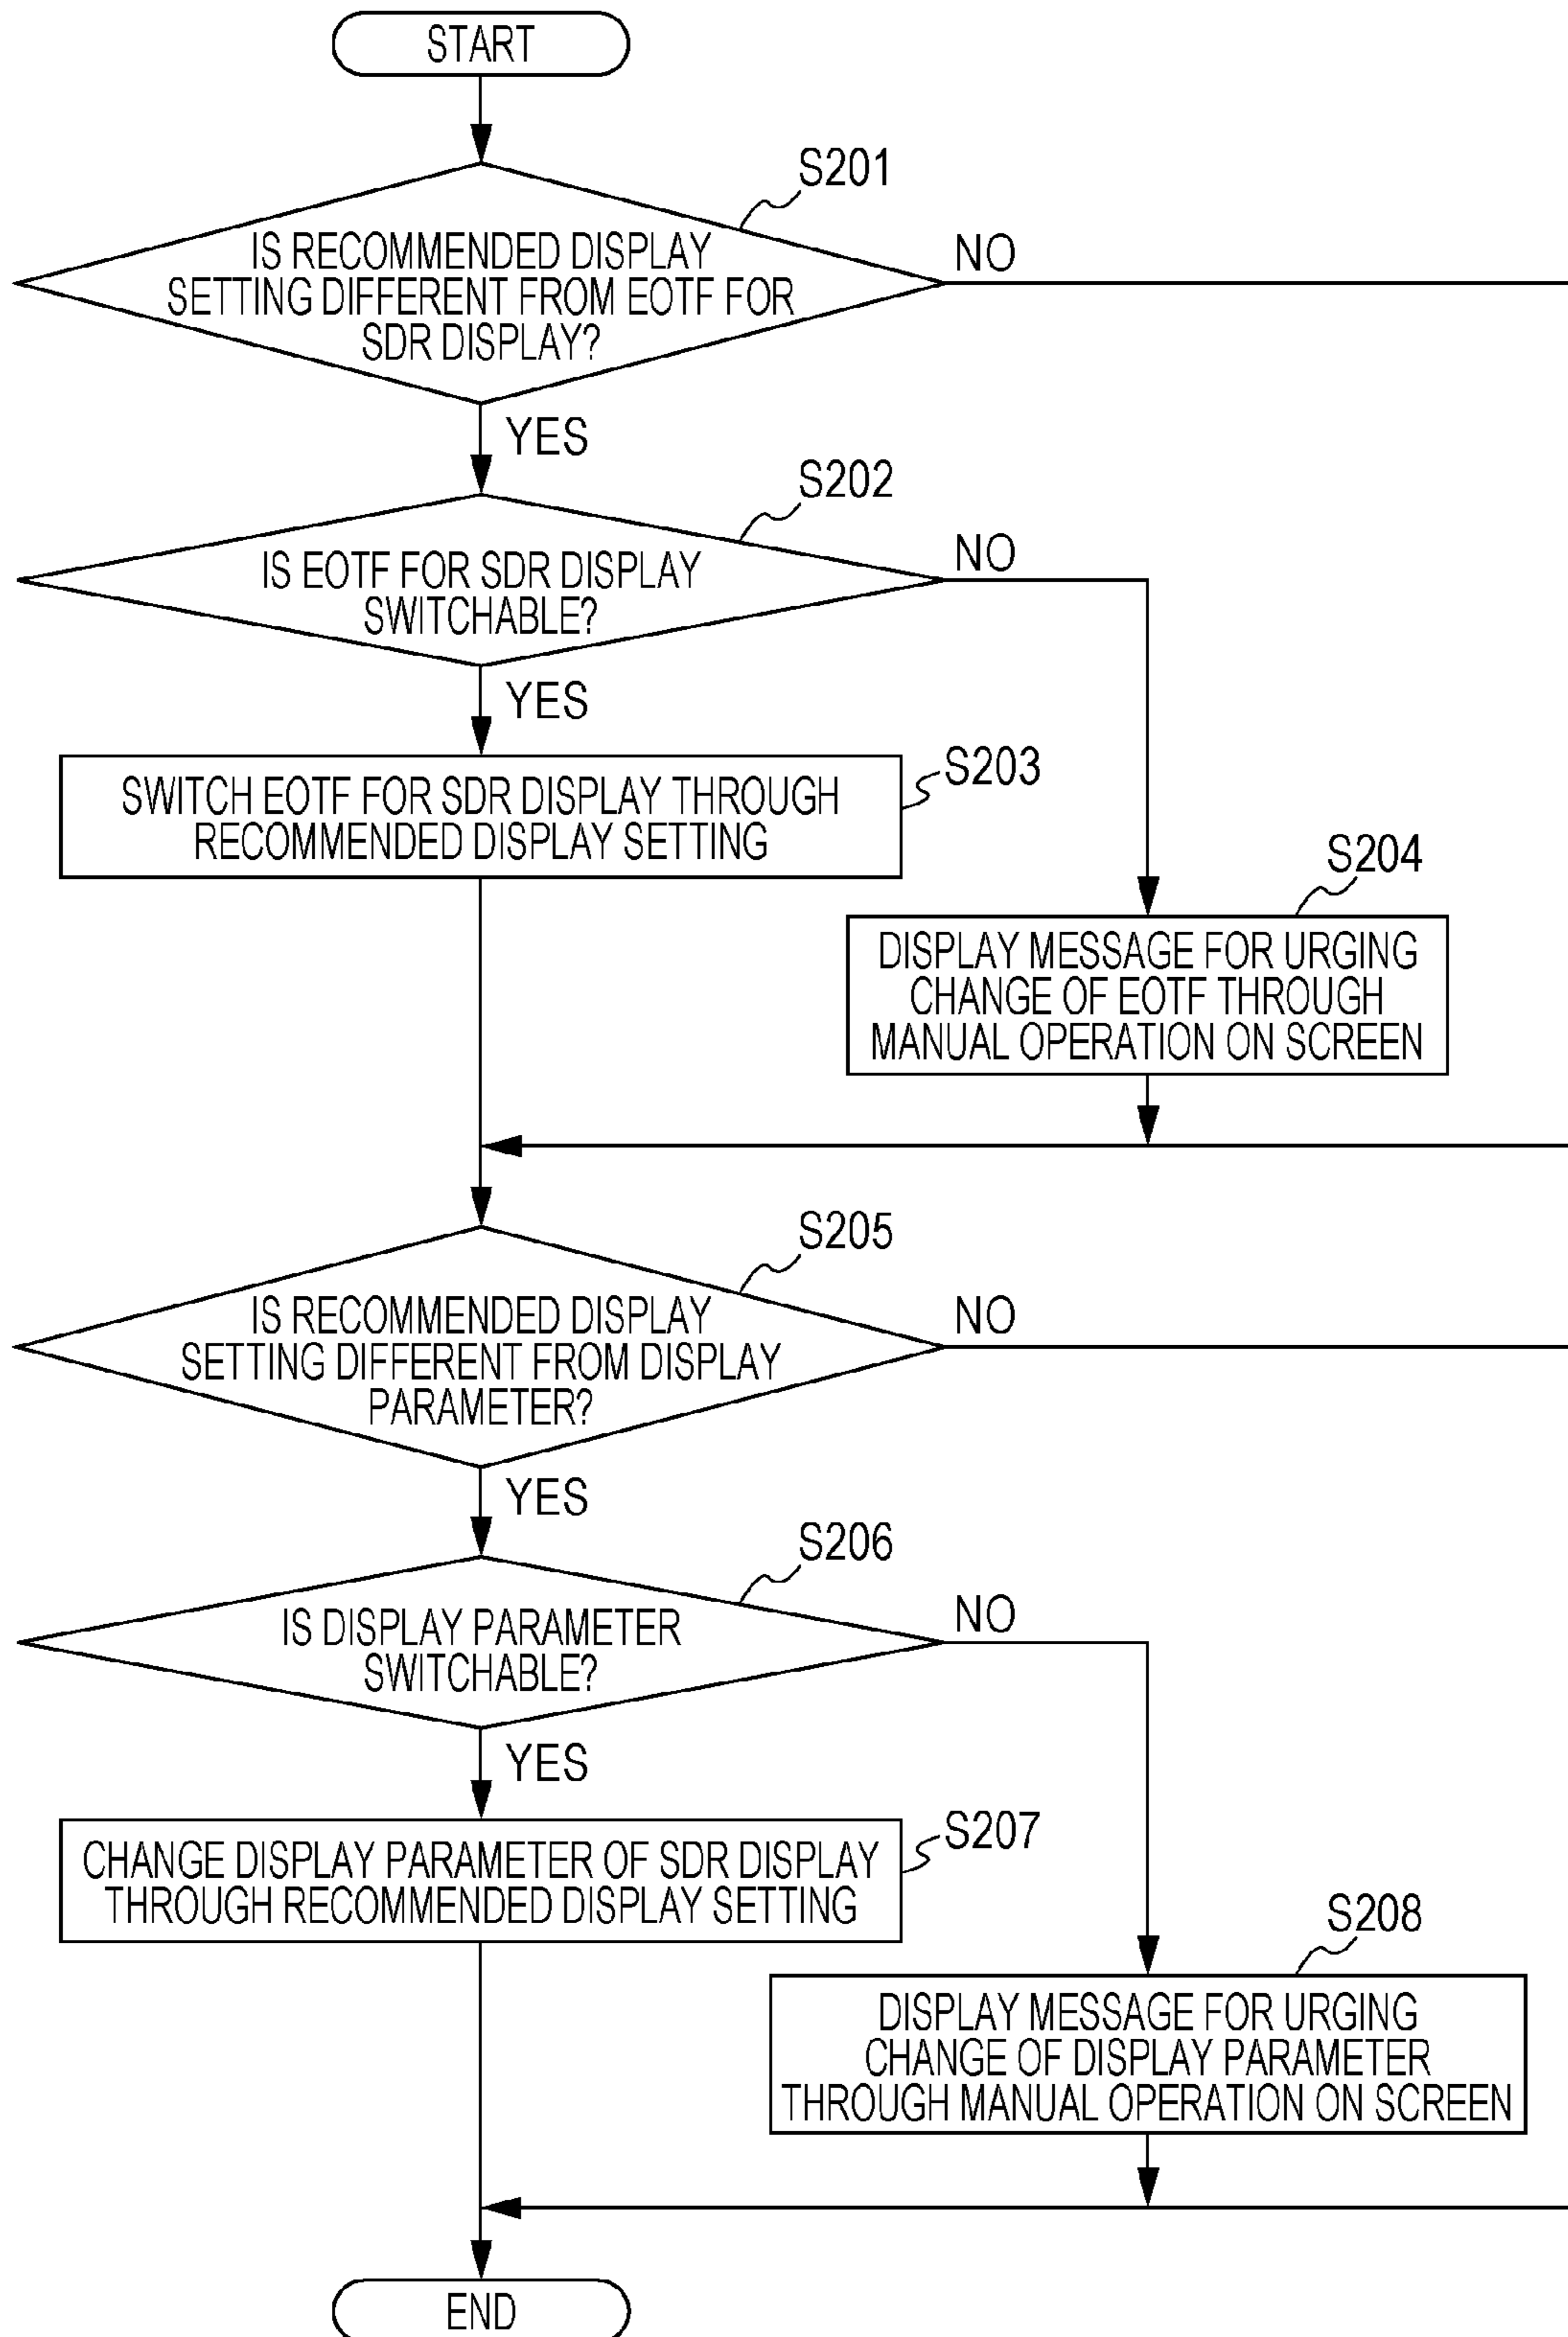 START
S201
IS RECOMMENDED DISPLAY
SETTING DIFFERENT FROM EOTF FOR
SDR DISPLAY?
NO
YES
S202
IS EOTF FOR SDR DISPLAY
SWITCHABLE?
NO
YES
S203
SWITCH EOTF FOR SDR DISPLAY THROUGH
RECOMMENDED DISPLAY SETTING
S204
DISPLAY MESSAGE FOR URGING
CHANGE OF EOTF THROUGH
MANUAL OPERATION ON SCREEN
S205
IS RECOMMENDED DISPLAY
SETTING DIFFERENT FROM DISPLAY
PARAMETER?
NO
YES
S206
IS DISPLAY PARAMETER
SWITCHABLE?
NO
YES
S207
CHANGE DISPLAY PARAMETER OF SDR DISPLAY
THROUGH RECOMMENDED DISPLAY SETTING
S208
DISPLAY MESSAGE FOR URGING
CHANGE OF DISPLAY PARAMETER
THROUGH MANUAL OPERATION ON SCREEN
END